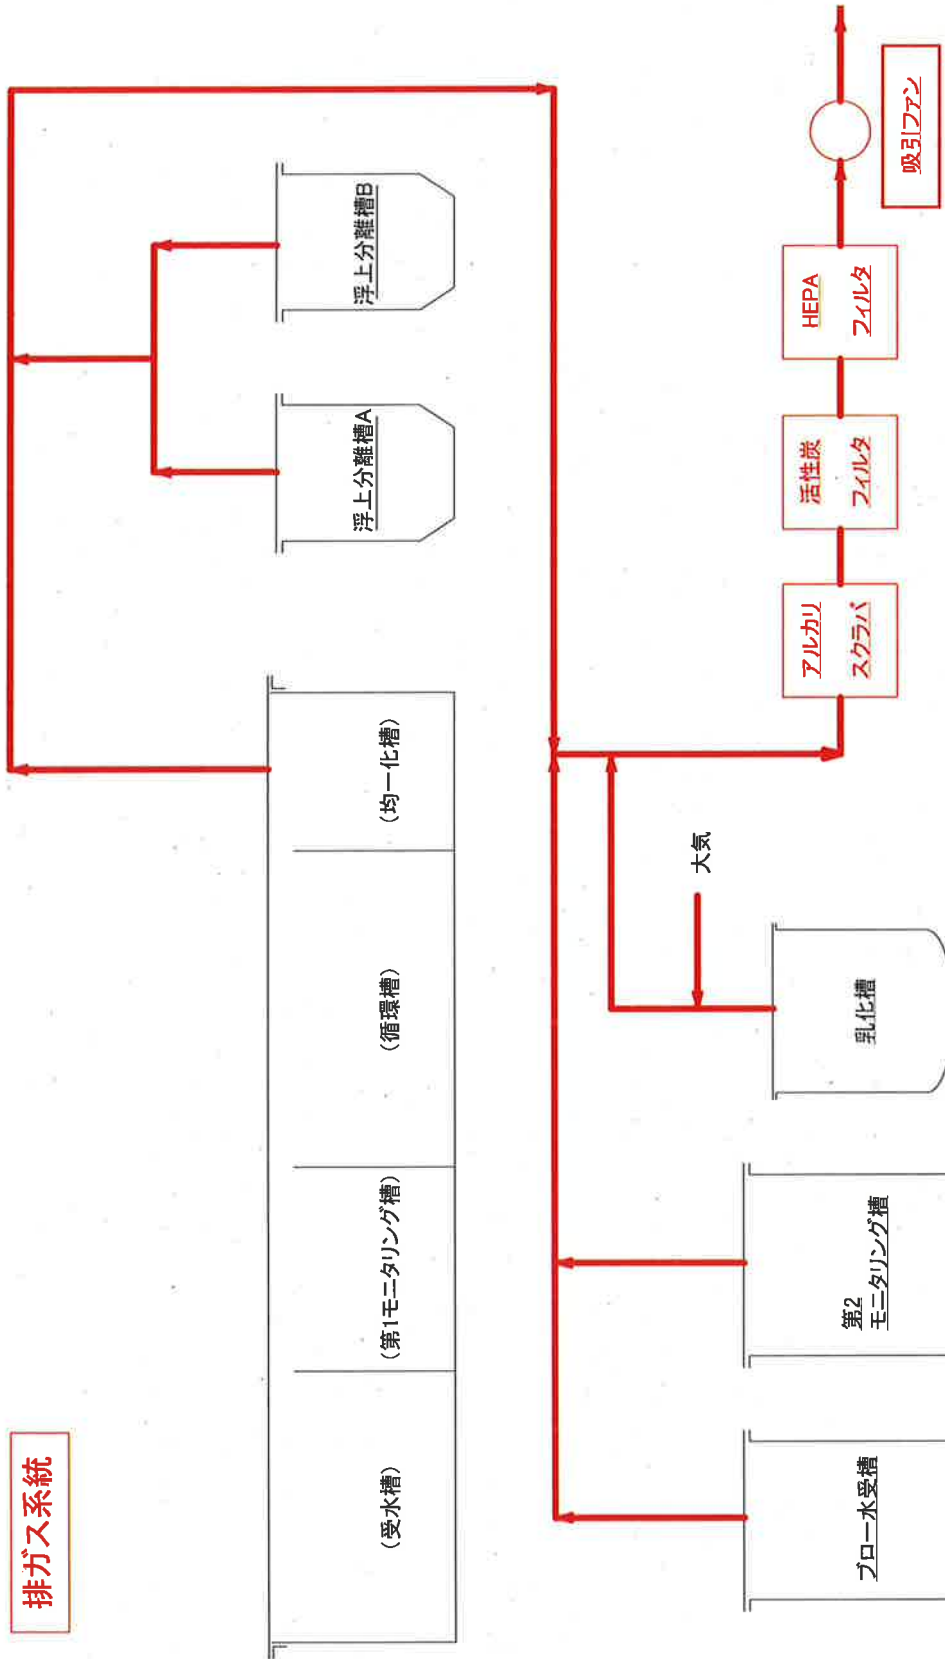 排ガス系統
(受水槽)
(第1モニタリング槽)
(循環槽)
(均一化槽)
浮上分離槽A
浮上分離槽B
ブロー水受槽
第2
モニタリング槽
乳化槽
大気
アルカリ
スクラバ
活性炭
フィルタ
HEPA
フィルタ
吸引ファン